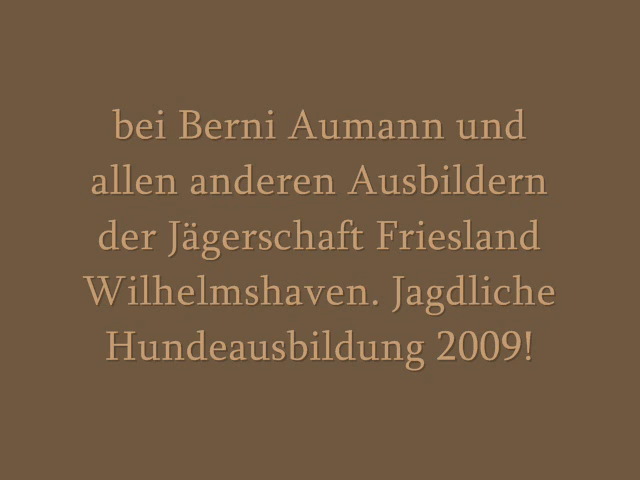 bei Berni Aumann und
allen anderen Ausbildern
der Jägerschaft Friesland
Wilhelmshaven. Jagdliche
Hundeausbildung 2009!